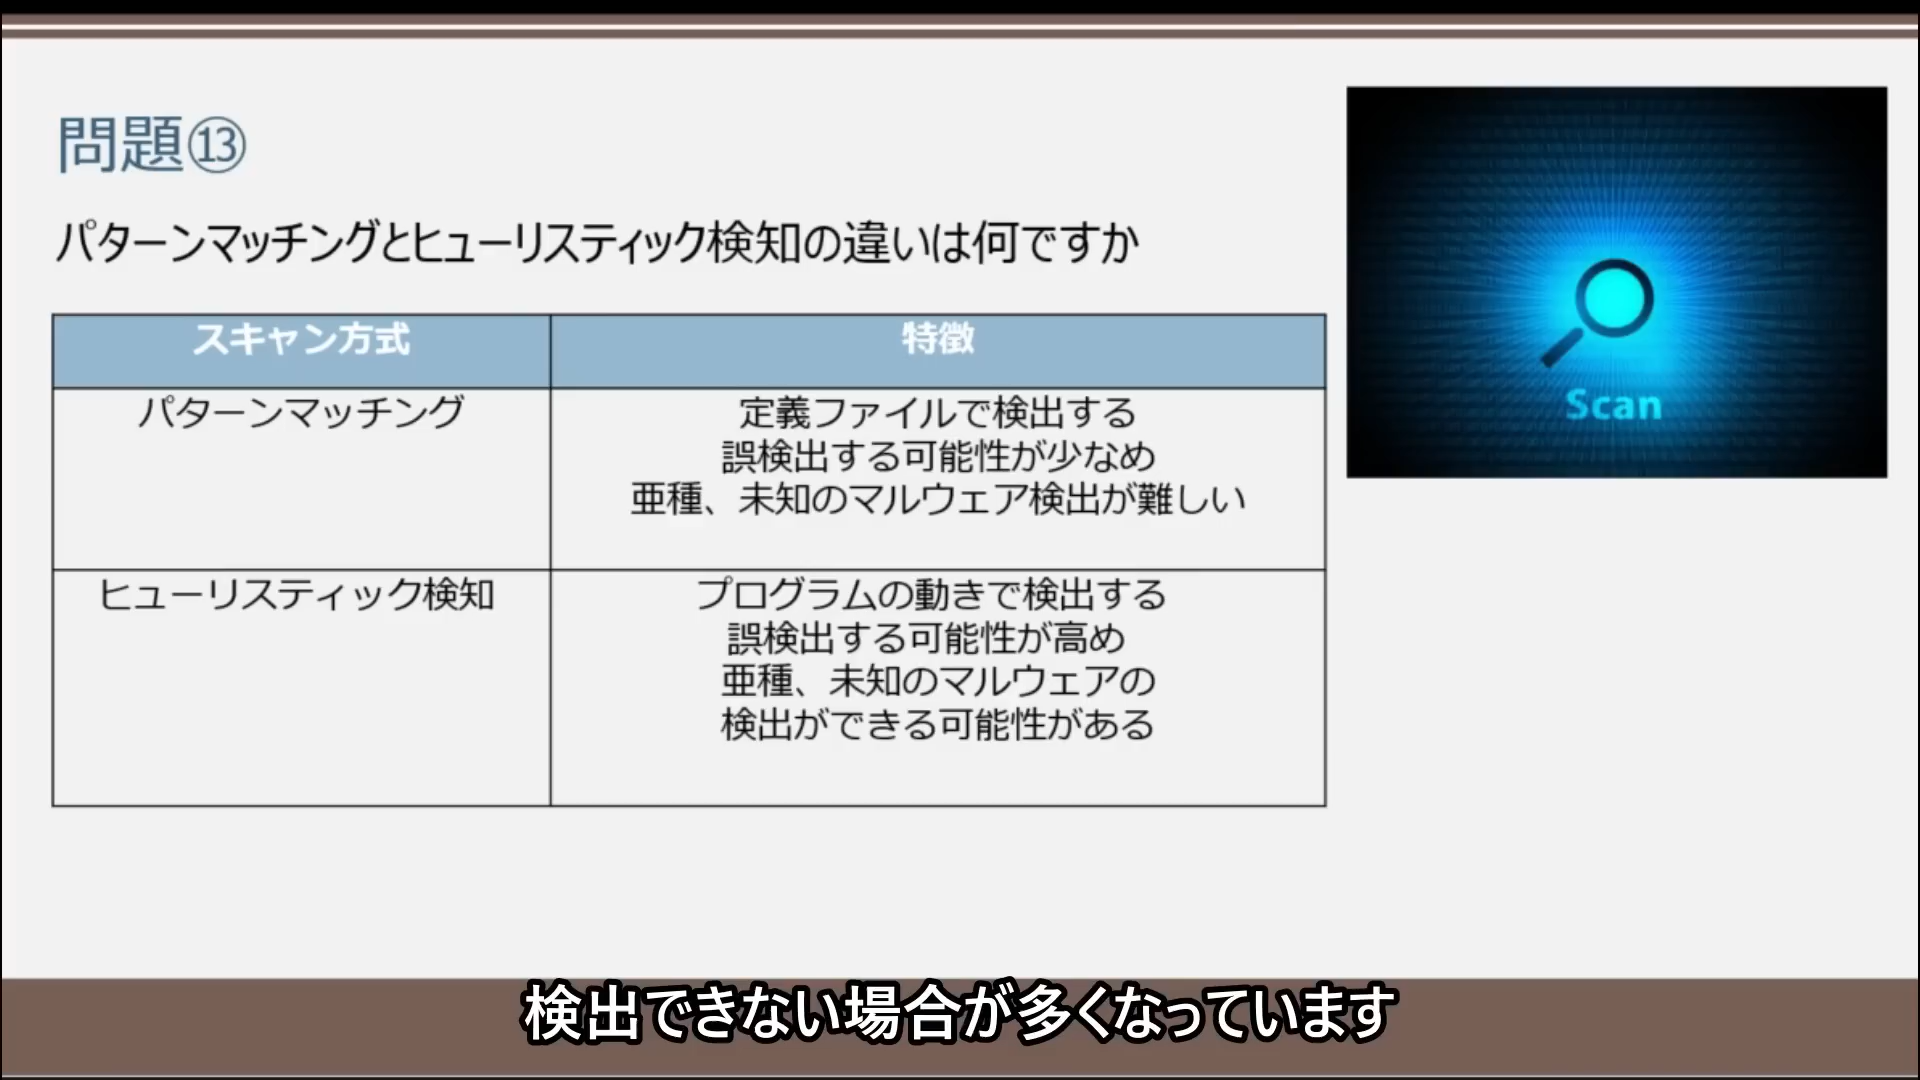 問題⑬
パターンマッチングとヒューリスティック検知の違いは何ですか
スキャン方式
特徴
パターンマッチング
定義ファイルで検出する
誤検出する可能性が少なめ
亜種、未知のマルウェア検出が難しい
ヒューリスティック検知
プログラムの動きで検出する
誤検出する可能性が高め
亜種、未知のマルウェアの
検出ができる可能性がある
Scan
検出できない場合が多くなっています